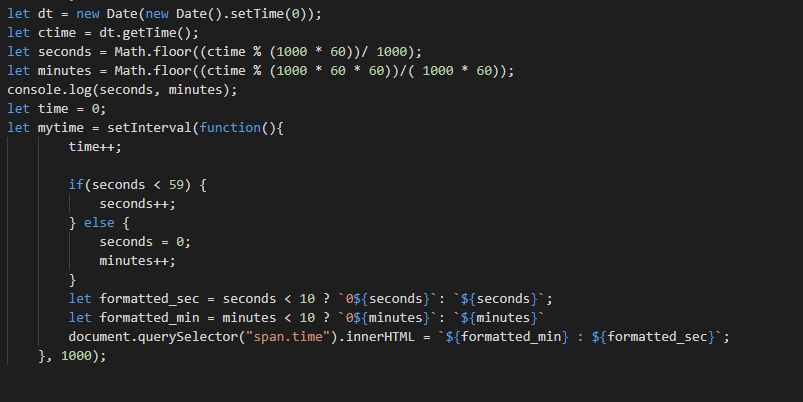 let dt = new Date(new Date().setTime(0));
let ctime = dt.getTime();
let seconds = Math.floor((ctime % (1000 * 60))/ 1000);
let minutes = Math.floor((ctime % (1000 * 60 * 60))/( 1000 * 60));
console.log(seconds, minutes);
let time = 0;
let mytime = setInterval(function(){
        time++;

        if(seconds < 59) {
            seconds++;
        } else {
            seconds = 0;
            minutes++;
        }
        let formatted_sec = seconds < 10 ? `0${seconds}`: `${seconds}`;
        let formatted_min = minutes < 10 ? `0${minutes}`: `${minutes}`
        document.querySelector("span.time").innerHTML = `${formatted_min} : ${formatted_sec}`;
    }, 1000);